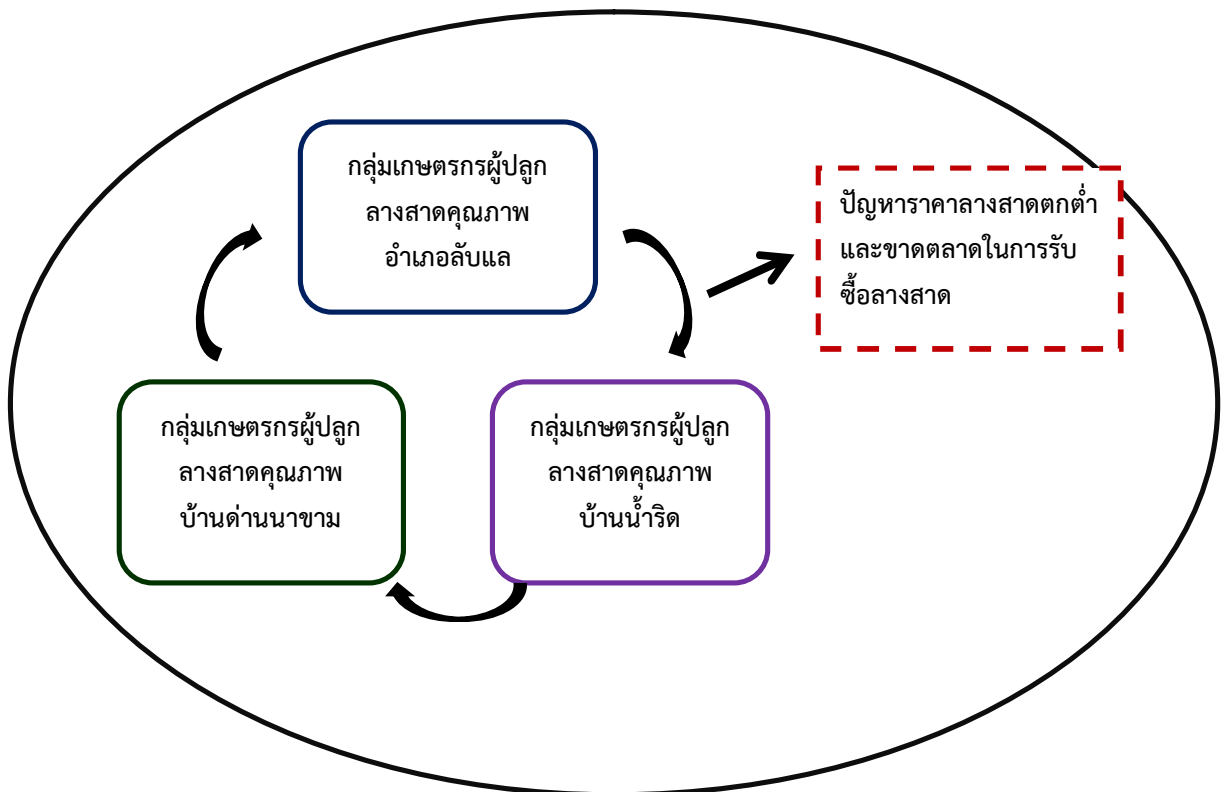 กลุ่มเกษตรกรผู้ปลูก
ลางสาดคุณภาพ
อำเภอลับแล
ปัญหาราคาลางสาดตกต่ำ
และขาดตลาดในการรับ
ซื้อลางสาด
กลุ่มเกษตรกรผู้ปลูก
ลางสาดคุณภาพ
บ้านด่านนาขาม
กลุ่มเกษตรกรผู้ปลูก
ลางสาดคุณภาพ
บ้านน้ำริด